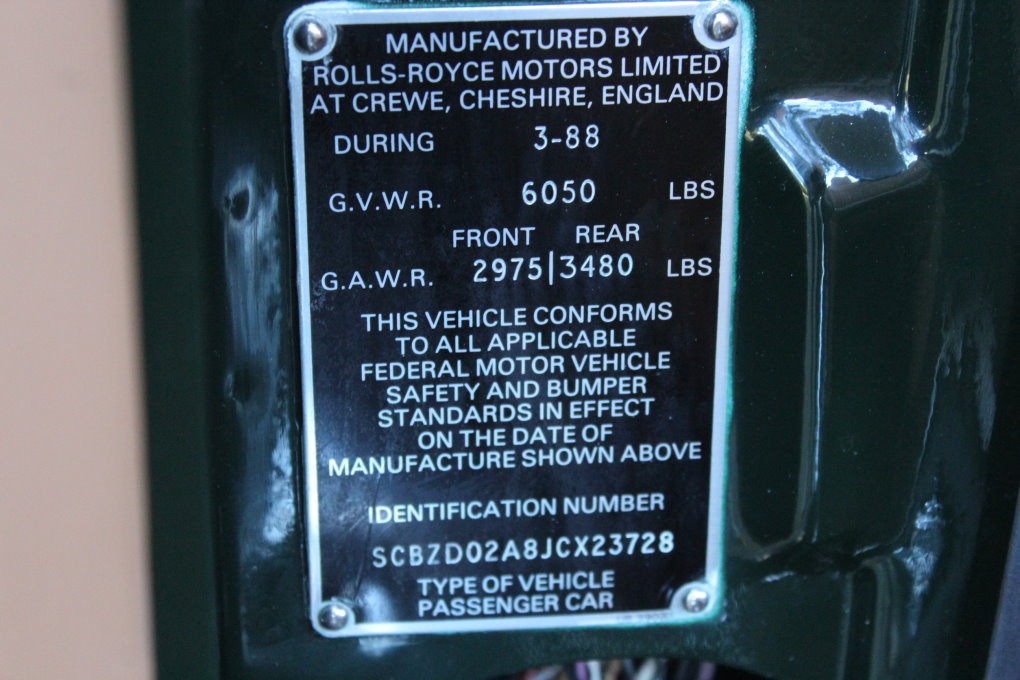 MANUFACTURED BY
ROLLS-ROYCE MOTORS LIMITED
AT CREWE, CHESHIRE, ENGLAND
DURING 3-88
G.V.W.R. 6050 LBS
FRONT REAR
G.A.W.R. 2975|3480 LBS
THIS VEHICLE CONFORMS
TO ALL APPLICABLE
FEDERAL MOTOR VEHICLE
SAFETY AND BUMPER
STANDARDS IN EFFECT
ON THE DATE OF
MANUFACTURE SHOWN ABOVE
IDENTIFICATION NUMBER
SCBZD02A8JCX23728
TYPE OF VEHICLE
PASSENGER CAR